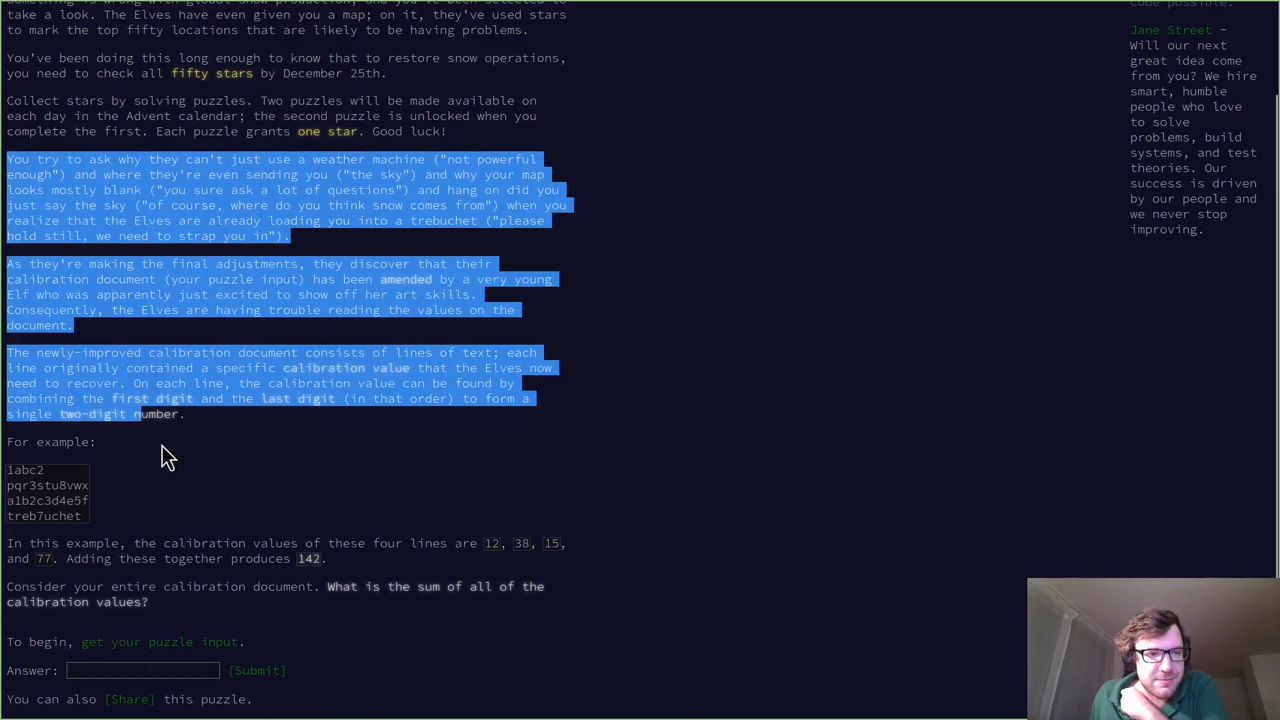 Something is wrong with global snow production, and you've been selected to
take a look. The Elves have even given you a map; on it, they've used stars
to mark the top fifty locations that are likely to be having problems.
You've been doing this long enough to know that to restore snow operations,
you need to check all fifty stars by December 25th.
Collect stars by solving puzzles. Two puzzles will be made available on
each day in the Advent calendar; the second puzzle is unlocked when you
complete the first. Each puzzle grants one star. Good luck!
You try to ask why they can't just use a weather machine ("not powerful
enough") and where they're even sending you ("the sky") and why your map
looks mostly blank ("you sure ask a lot of questions") and hang on did you
just say the sky ("of course, where do you think snow comes from") when you
realize that the Elves are already loading you into a trebuchet ("please
hold still, we need to strap you in").
As they're making the final adjustments, they discover that their
calibration document (your puzzle input) has been amended by a very young
Elf who was apparently just excited to show off her art skills.
Consequently, the Elves are having trouble reading the values on the
document.
The newly-improved calibration document consists of lines of text; each
line originally contained a specific calibration value that the Elves now
need to recover. On each line, the calibration value can be found by
combining the first digit and the last digit (in that order) to form a
single two-digit number.
For example:
1abc2
pqr3stu8vwx
a1b2c3d4e5f
treb7uchet
In this example, the calibration values of these four lines are 12, 38, 15,
and 77. Adding these together produces 142.
Consider your entire calibration document. What is the sum of all of the
calibration values?
To begin, get your puzzle input.
Answer: [Submit]
You can also [Share] this puzzle.
Code possible.
Jane Street -
Will our next
great idea come
from you? We hire
smart, humble
people who love
to solve
problems, build
systems, and test
theories. Our
success is driven
by our people and
we never stop
improving.